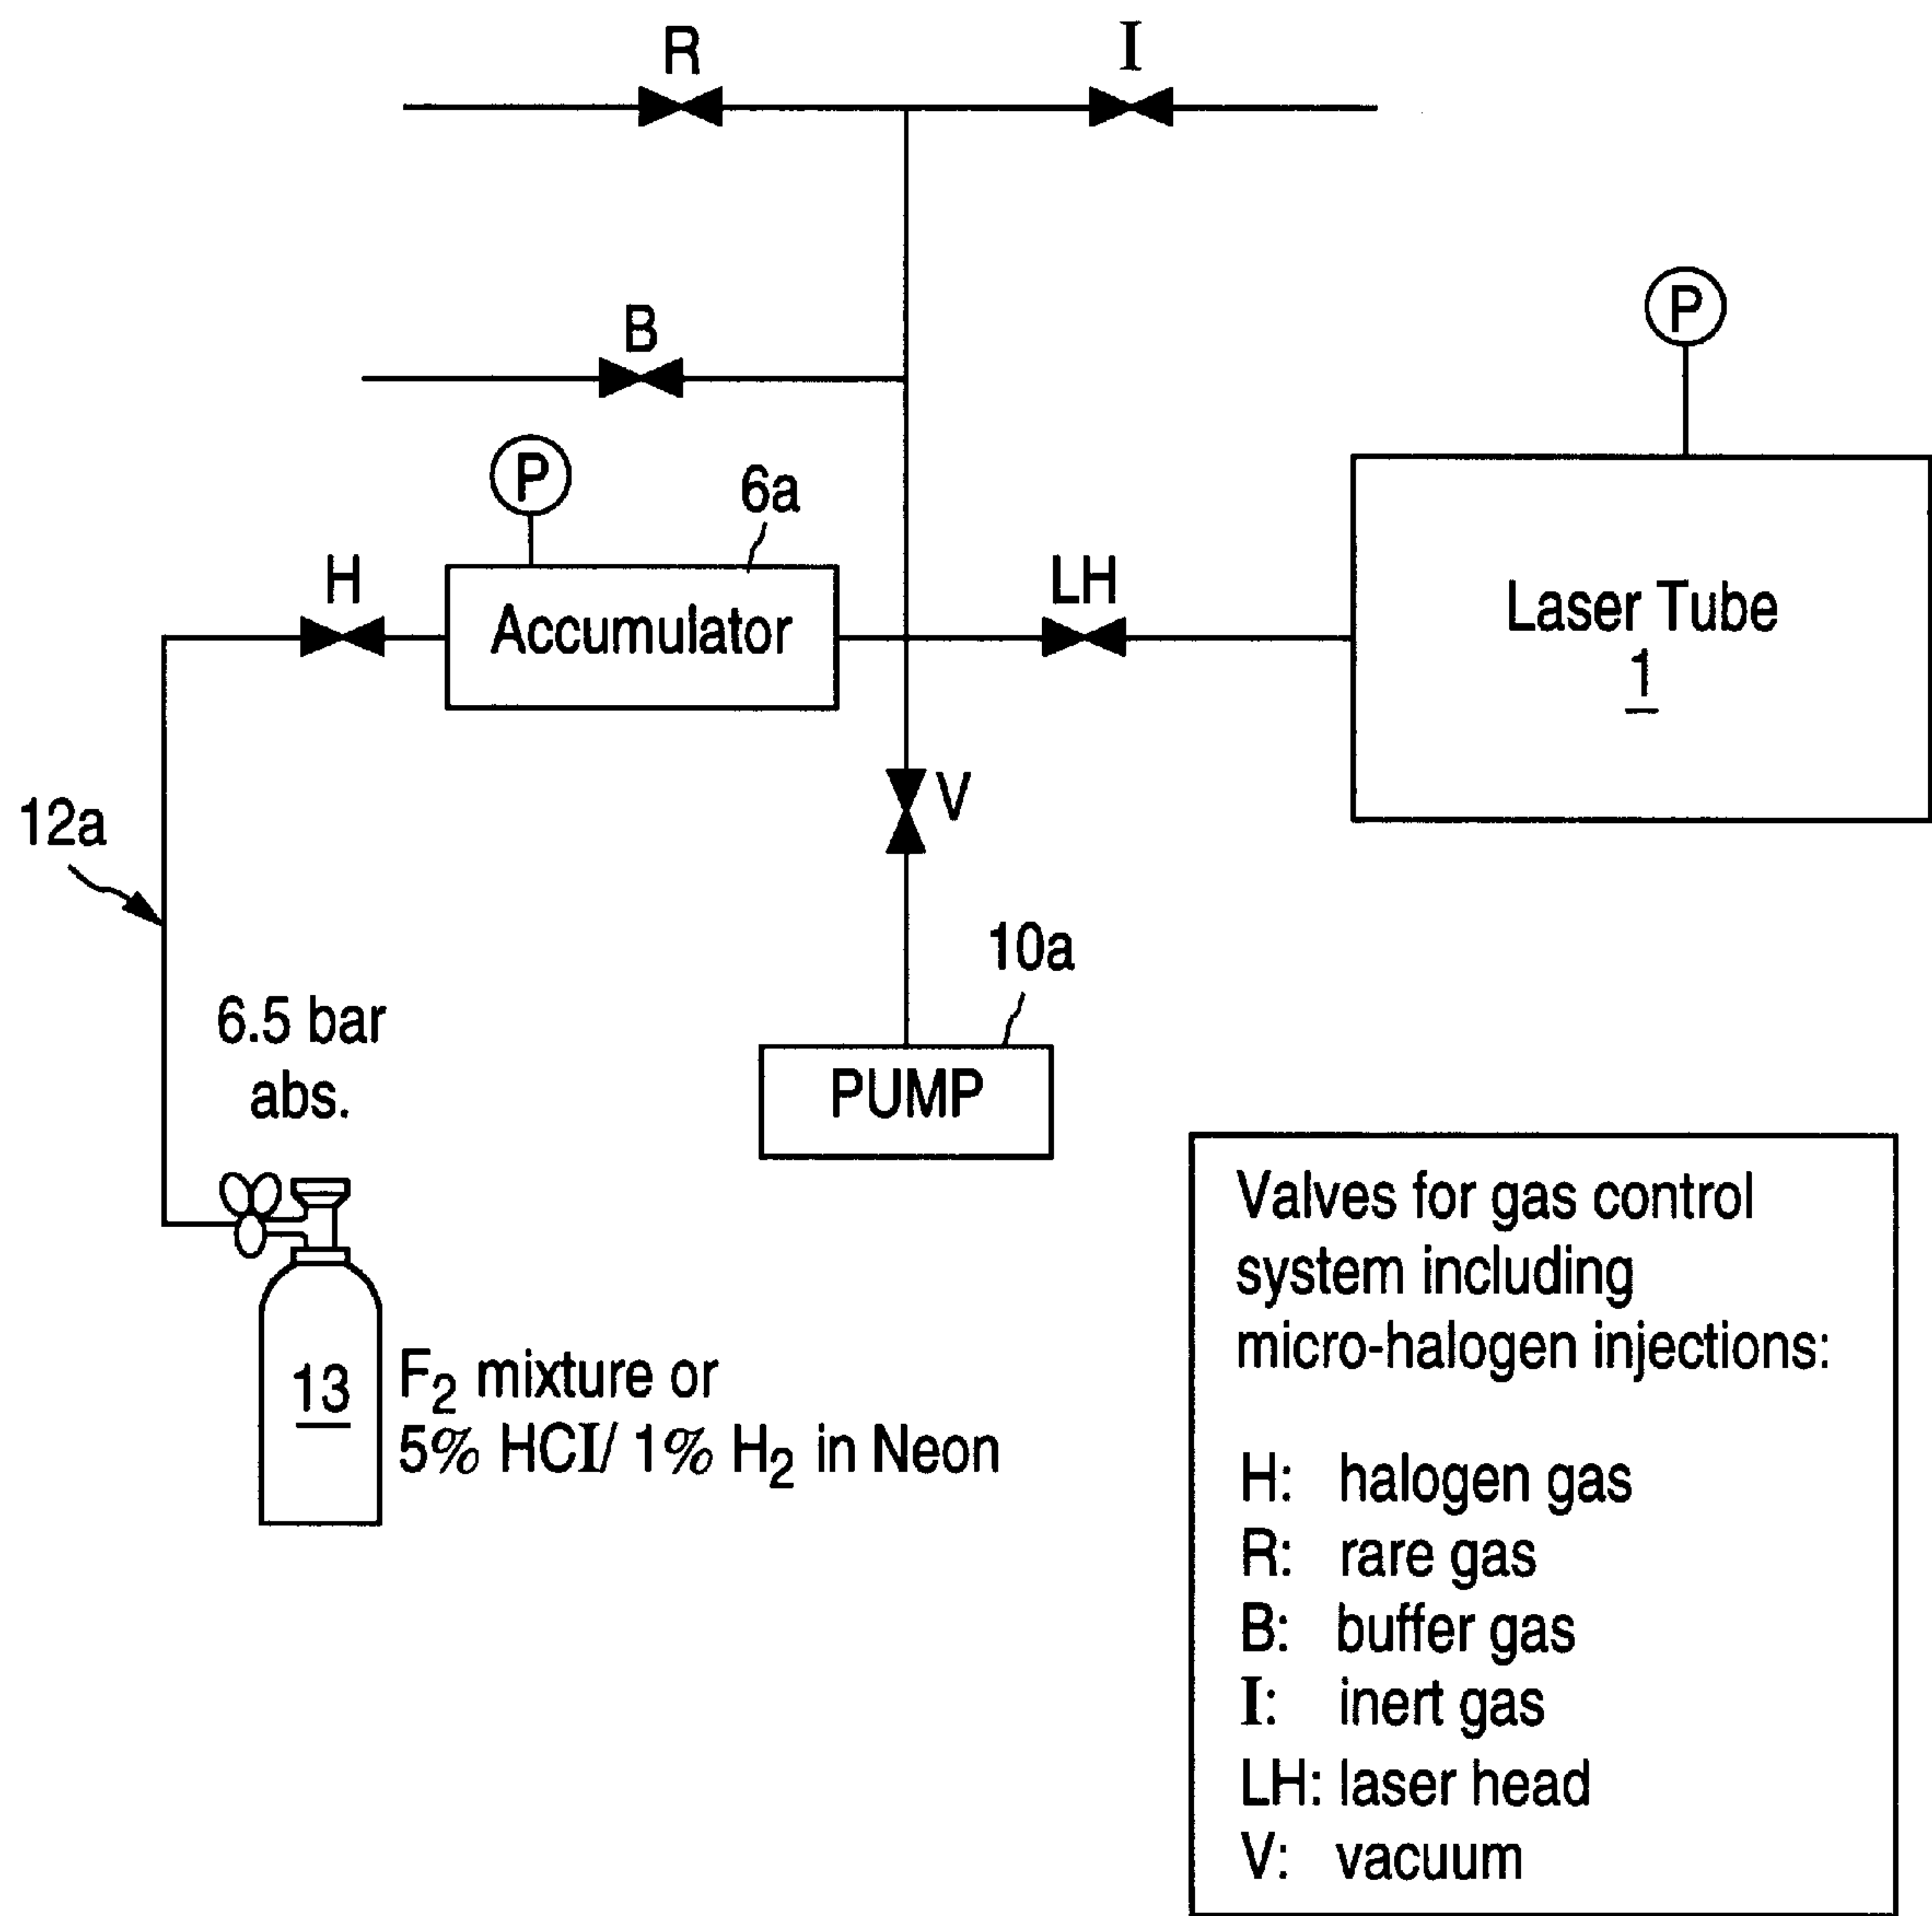 R
I
B
P
P
6a
H
Accumulator
LH
Laser Tube
1
V
12a
10a
6.5 bar
abs.
PUMP
13
F₂ mixture or
5% HCI/ 1% H₂ in Neon
Valves for gas control
system including
micro-halogen injections:
H: halogen gas
R: rare gas
B: buffer gas
I: inert gas
LH: laser head
V: vacuum